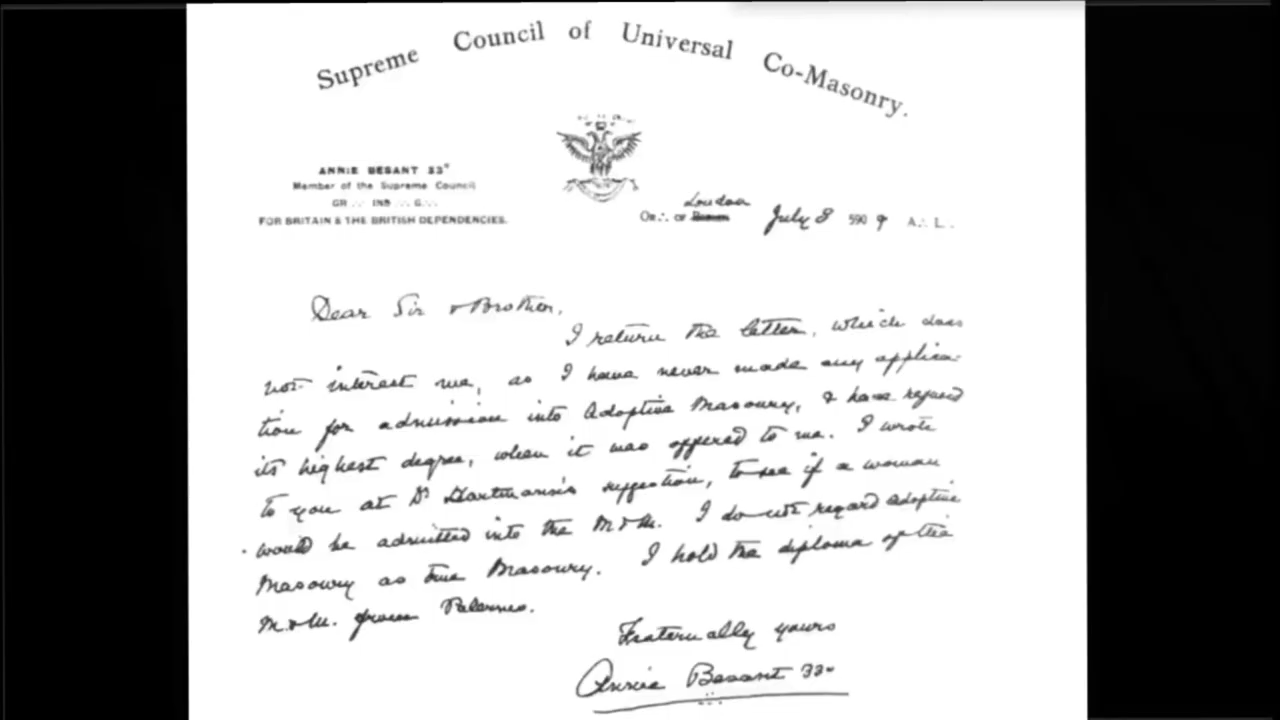 Supreme Council of Universal Co-Masonry.
ANNIE BESANT 33°
Member of the Supreme Council
GR∴ INS∴ G∴
FOR BRITAIN & THE BRITISH DEPENDENCIES.
London
OR∴ OF July 8 5909 A∴ L∴
Dear Sir & Brother,
I return the letter, which does
not interest me, as I have never made any applica-
tion for admission into Adoptive Masonry, & have refused
its highest degree, when it was offered to me. I wrote
to you at Dr Hartmann's suggestion, to see if a woman
would be admitted into the M & M. I do not regard Adoptive
Masonry as true Masonry. I hold the diploma of the
M. & M. from Palermo.
Fraternally yours
Annie Besant 33°